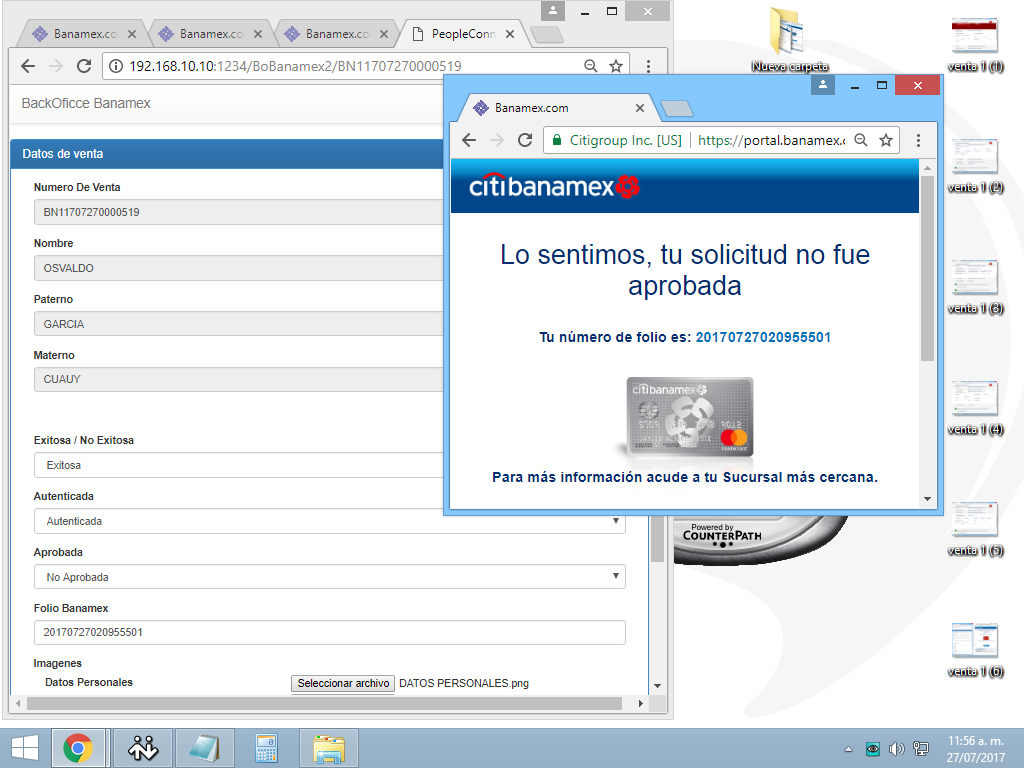 Banamex.co
Banamex.co
Banamex.co
PeopleConn
192.168.10.10:1234/BoBanamex2/BN11707270000519
BackOficce Banamex
Datos de venta
Numero De Venta
BN11707270000519
Nombre
OSVALDO
Paterno
GARCIA
Materno
CUAUY
Exitosa / No Exitosa
Exitosa
Autenticada
Autenticada
Aprobada
No Aprobada
Folio Banamex
20170727020955501
Imagenes
Datos Personales
Seleccionar archivo DATOS PERSONALES.png
Banamex.com
Citigroup Inc. [US] https://portal.banamex.c
citibanamex
Lo sentimos, tu solicitud no fue
aprobada
Tu número de folio es: 20170727020955501
citibanamex
Para más información acude a tu Sucursal más cercana.
Powered by
COUNTERPATH
Nueva carpeta
venta 1 (1)
venta 1 (2)
venta 1 (3)
venta 1 (4)
venta 1 (5)
venta 1 (6)
11:56 a. m.
27/07/2017